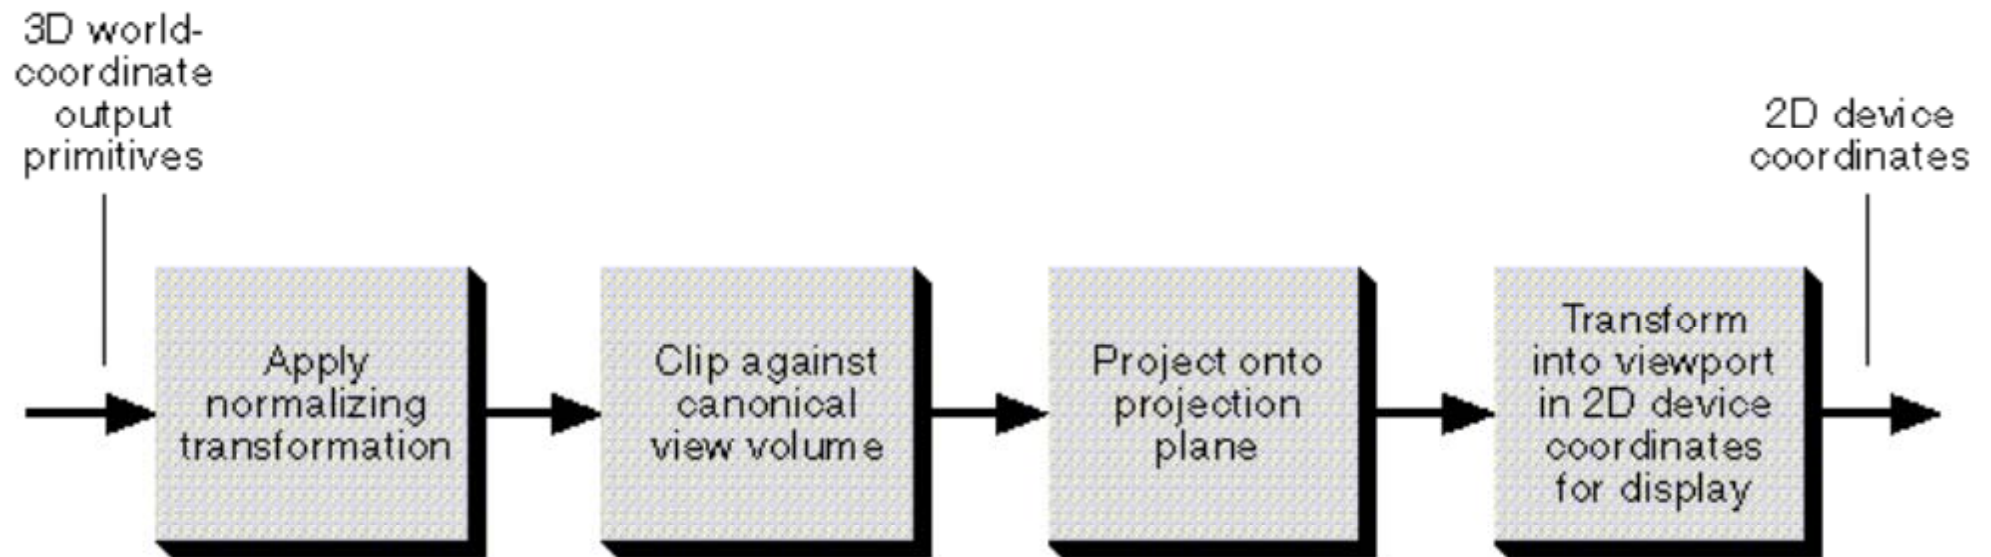 3D world-
coordinate
output
primitives
2D device
coordinates
Apply
normalizing
transformation
Clip against
canonical
view volume
Project onto
projection
plane
Transform
into viewport
in 2D device
coordinates
for display